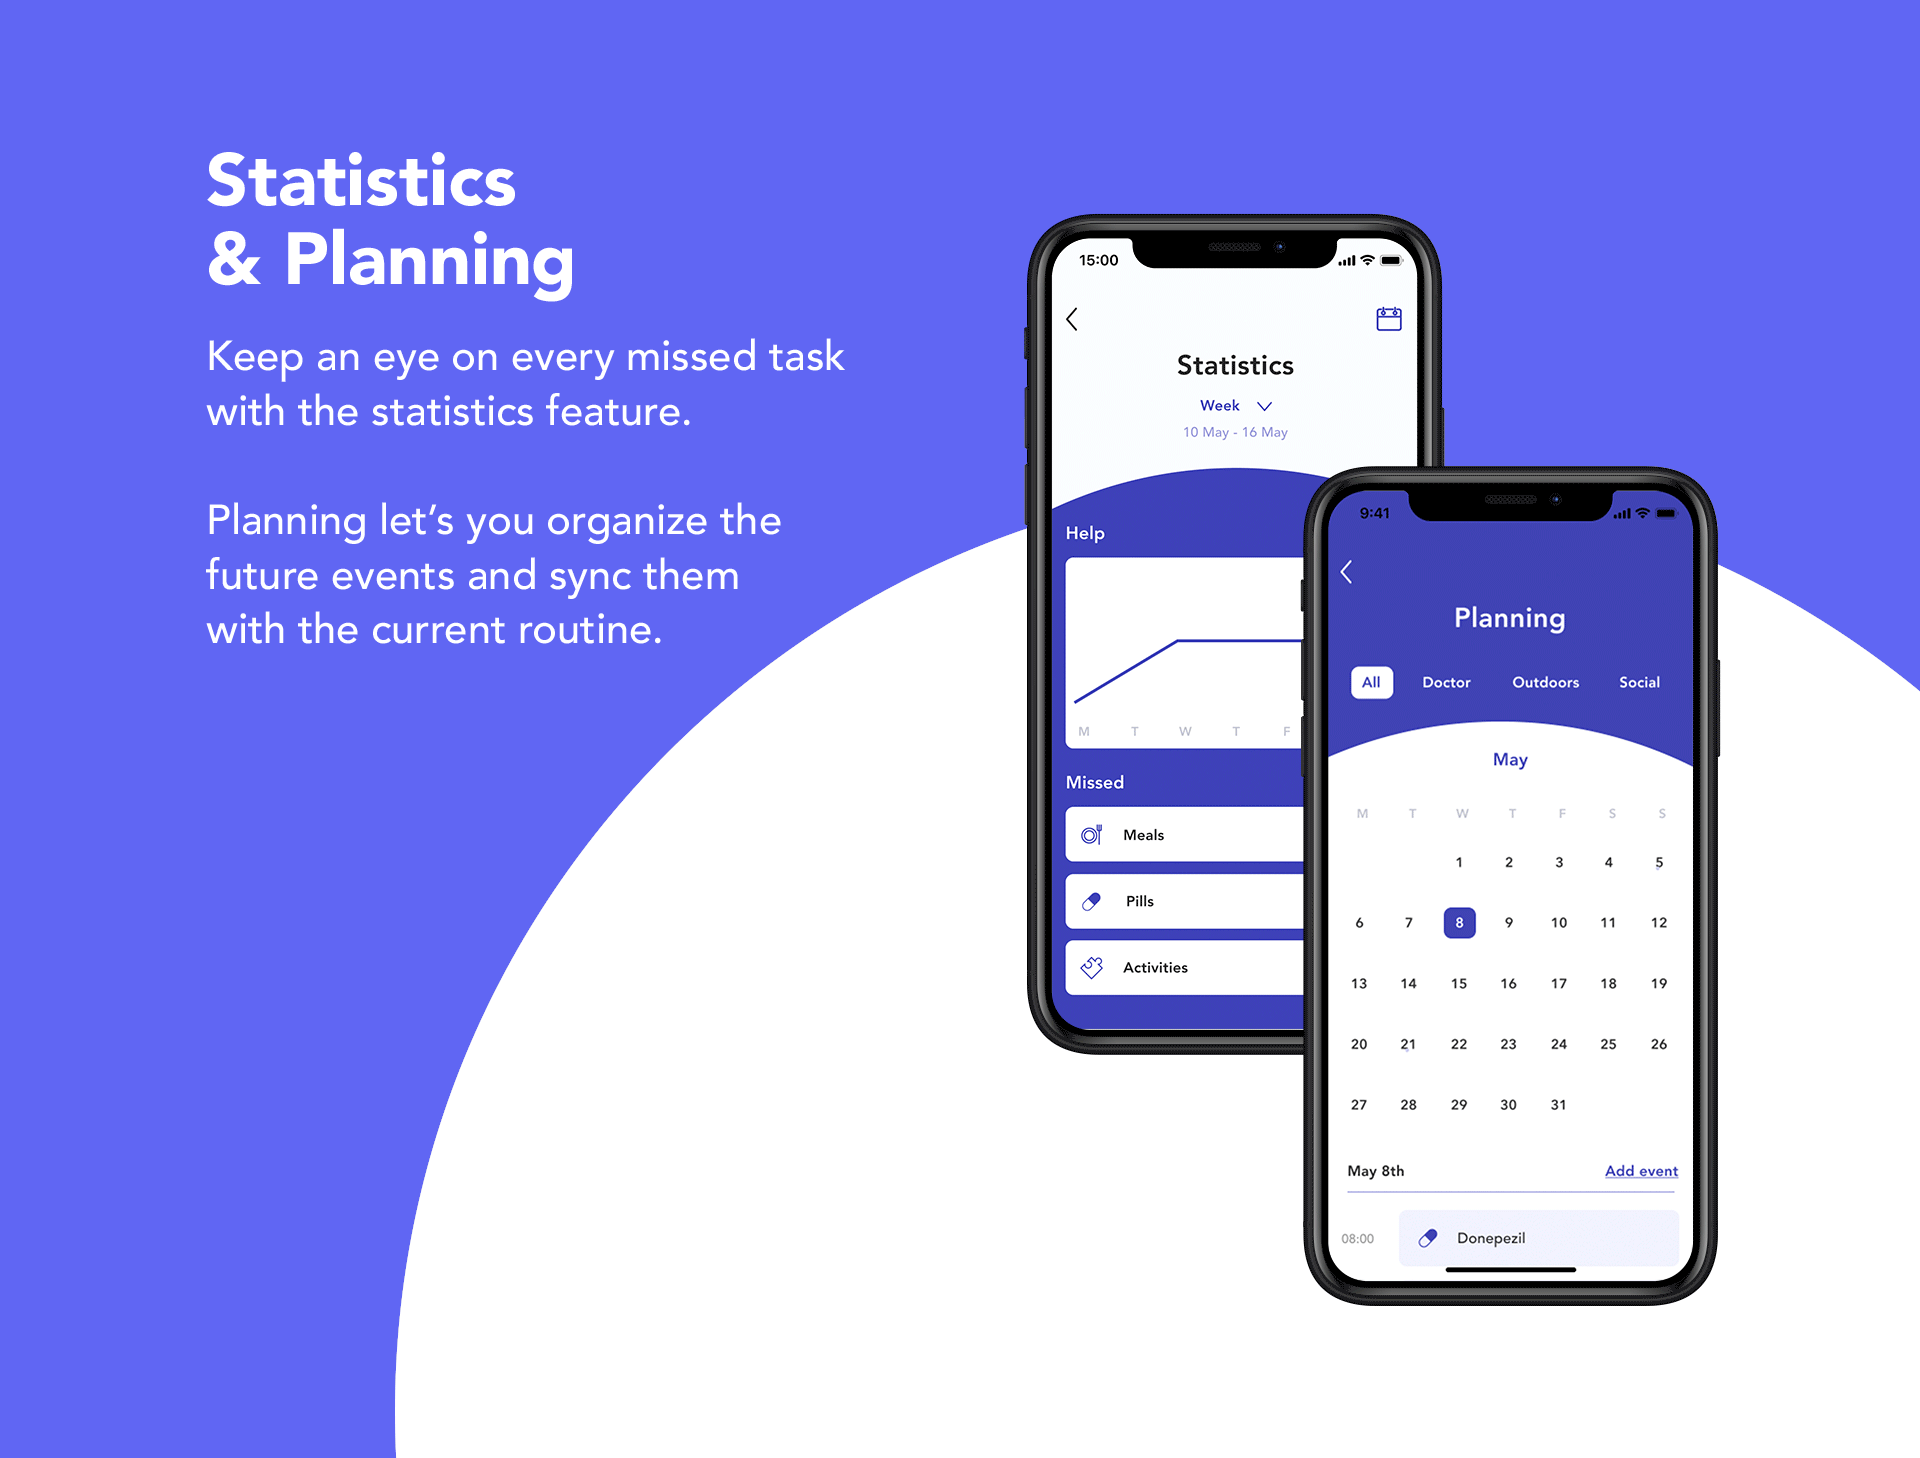 Statistics
& Planning
Keep an eye on every missed task
with the statistics feature.
Planning let’s you organize the
future events and sync them
with the current routine.
15:00
Statistics
Week
10 May - 16 May
Help
M T W T F
Missed
Meals
Pills
Activities
9:41
Planning
All Doctor Outdoors Social
May
M T W T F S S
1 2 3 4 5
6 7 8 9 10 11 12
13 14 15 16 17 18 19
20 21 22 23 24 25 26
27 28 29 30 31
May 8th Add event
08:00 Donepezil